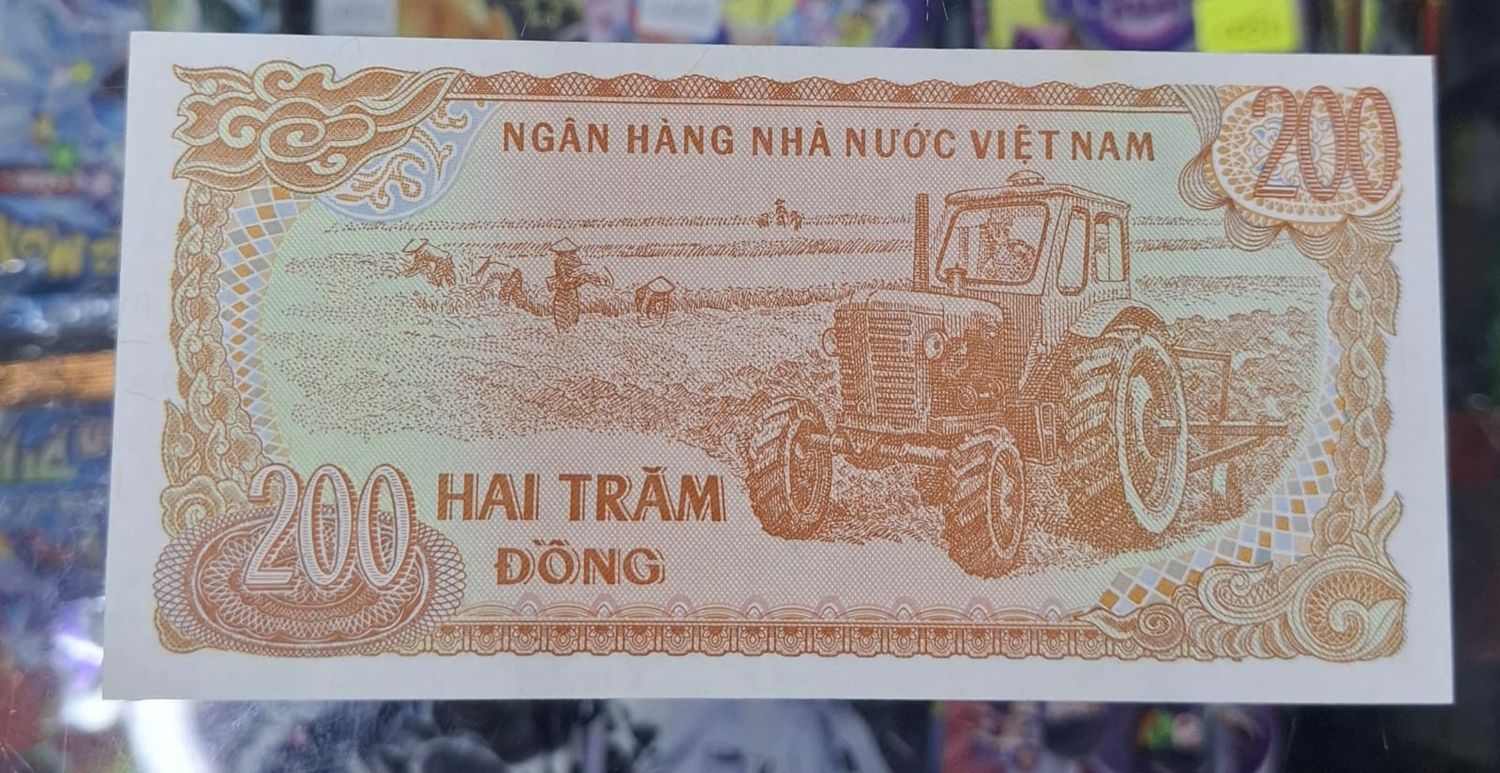 NGÂN HÀNG NHÀ NƯỚC VIỆT NAM
200
200
HAI TRĂM
ĐỒNG